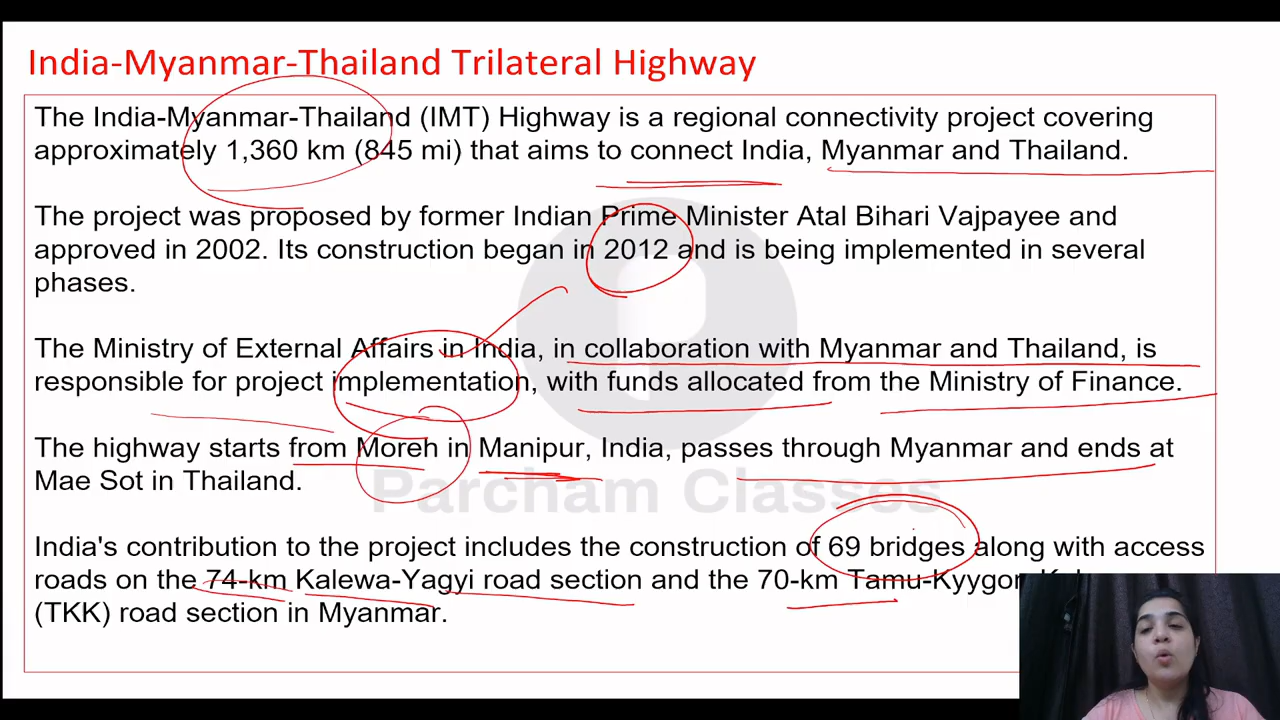 India-Myanmar-Thailand Trilateral Highway
The India-Myanmar-Thailand (IMT) Highway is a regional connectivity project covering
approximately 1,360 km (845 mi) that aims to connect India, Myanmar and Thailand.
The project was proposed by former Indian Prime Minister Atal Bihari Vajpayee and
approved in 2002. Its construction began in 2012 and is being implemented in several
phases.
The Ministry of External Affairs in India, in collaboration with Myanmar and Thailand, is
responsible for project implementation, with funds allocated from the Ministry of Finance.
The highway starts from Moreh in Manipur, India, passes through Myanmar and ends at
Mae Sot in Thailand.
Parcham Classes
India's contribution to the project includes the construction of 69 bridges along with access
roads on the 74-km Kalewa-Yagyi road section and the 70-km
(TKK) road section in Myanmar.